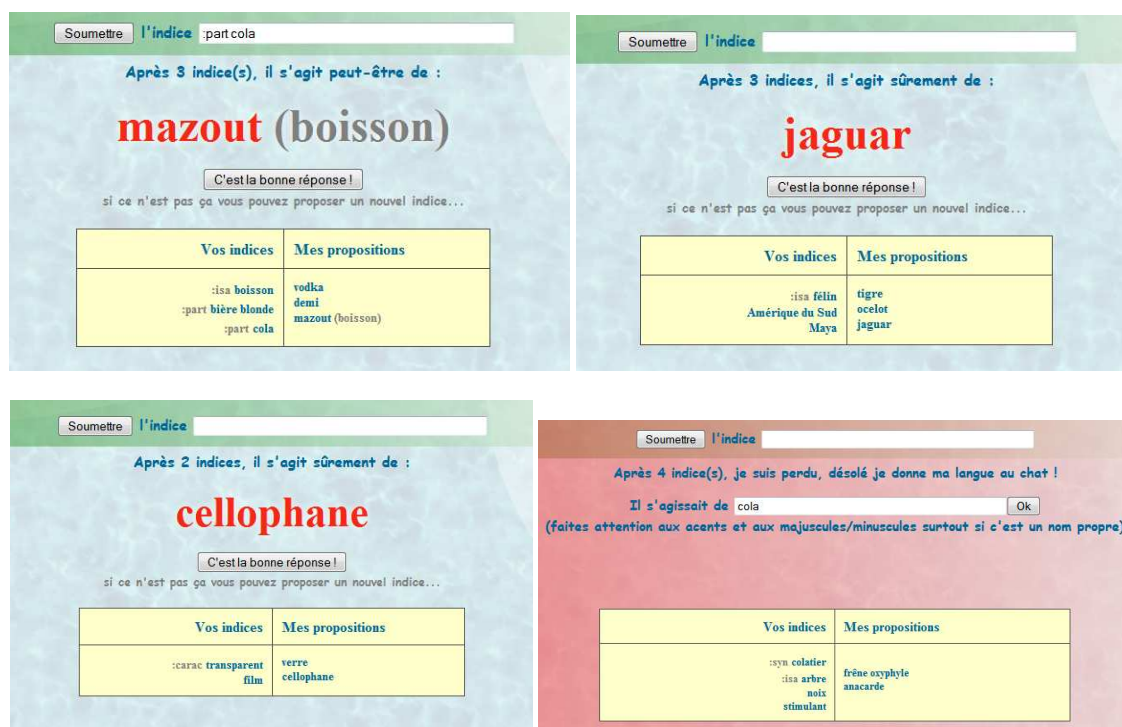 Soumettre l'indice :part cola
Après 3 indice(s), il s'agit peut-être de :
mazout (boisson)
C'est la bonne réponse !
si ce n'est pas ça vous pouvez proposer un nouvel indice...
Vos indices Mes propositions
:isa boisson vodka
:part bière blonde demi
:part cola mazout (boisson)
Soumettre l'indice
Après 3 indices, il s'agit sûrement de :
jaguar
C'est la bonne réponse !
si ce n'est pas ça vous pouvez proposer un nouvel indice...
Vos indices Mes propositions
:isa félin tigre
Amérique du Sud ocelot
Maya jaguar
Soumettre l'indice
Après 2 indices, il s'agit sûrement de :
cellophane
C'est la bonne réponse !
si ce n'est pas ça vous pouvez proposer un nouvel indice...
Vos indices Mes propositions
:carac transparent verre
film cellophane
Soumettre l'indice
Après 4 indice(s), je suis perdu, désolé je donne ma langue au chat !
Il s'agissait de cola Ok
(faites attention aux acents et aux majuscules/minuscules surtout si c'est un nom propre)
Vos indices Mes propositions
:syn colatier
:isa arbre frêne oxyphyle
noix anacarde
stimulant